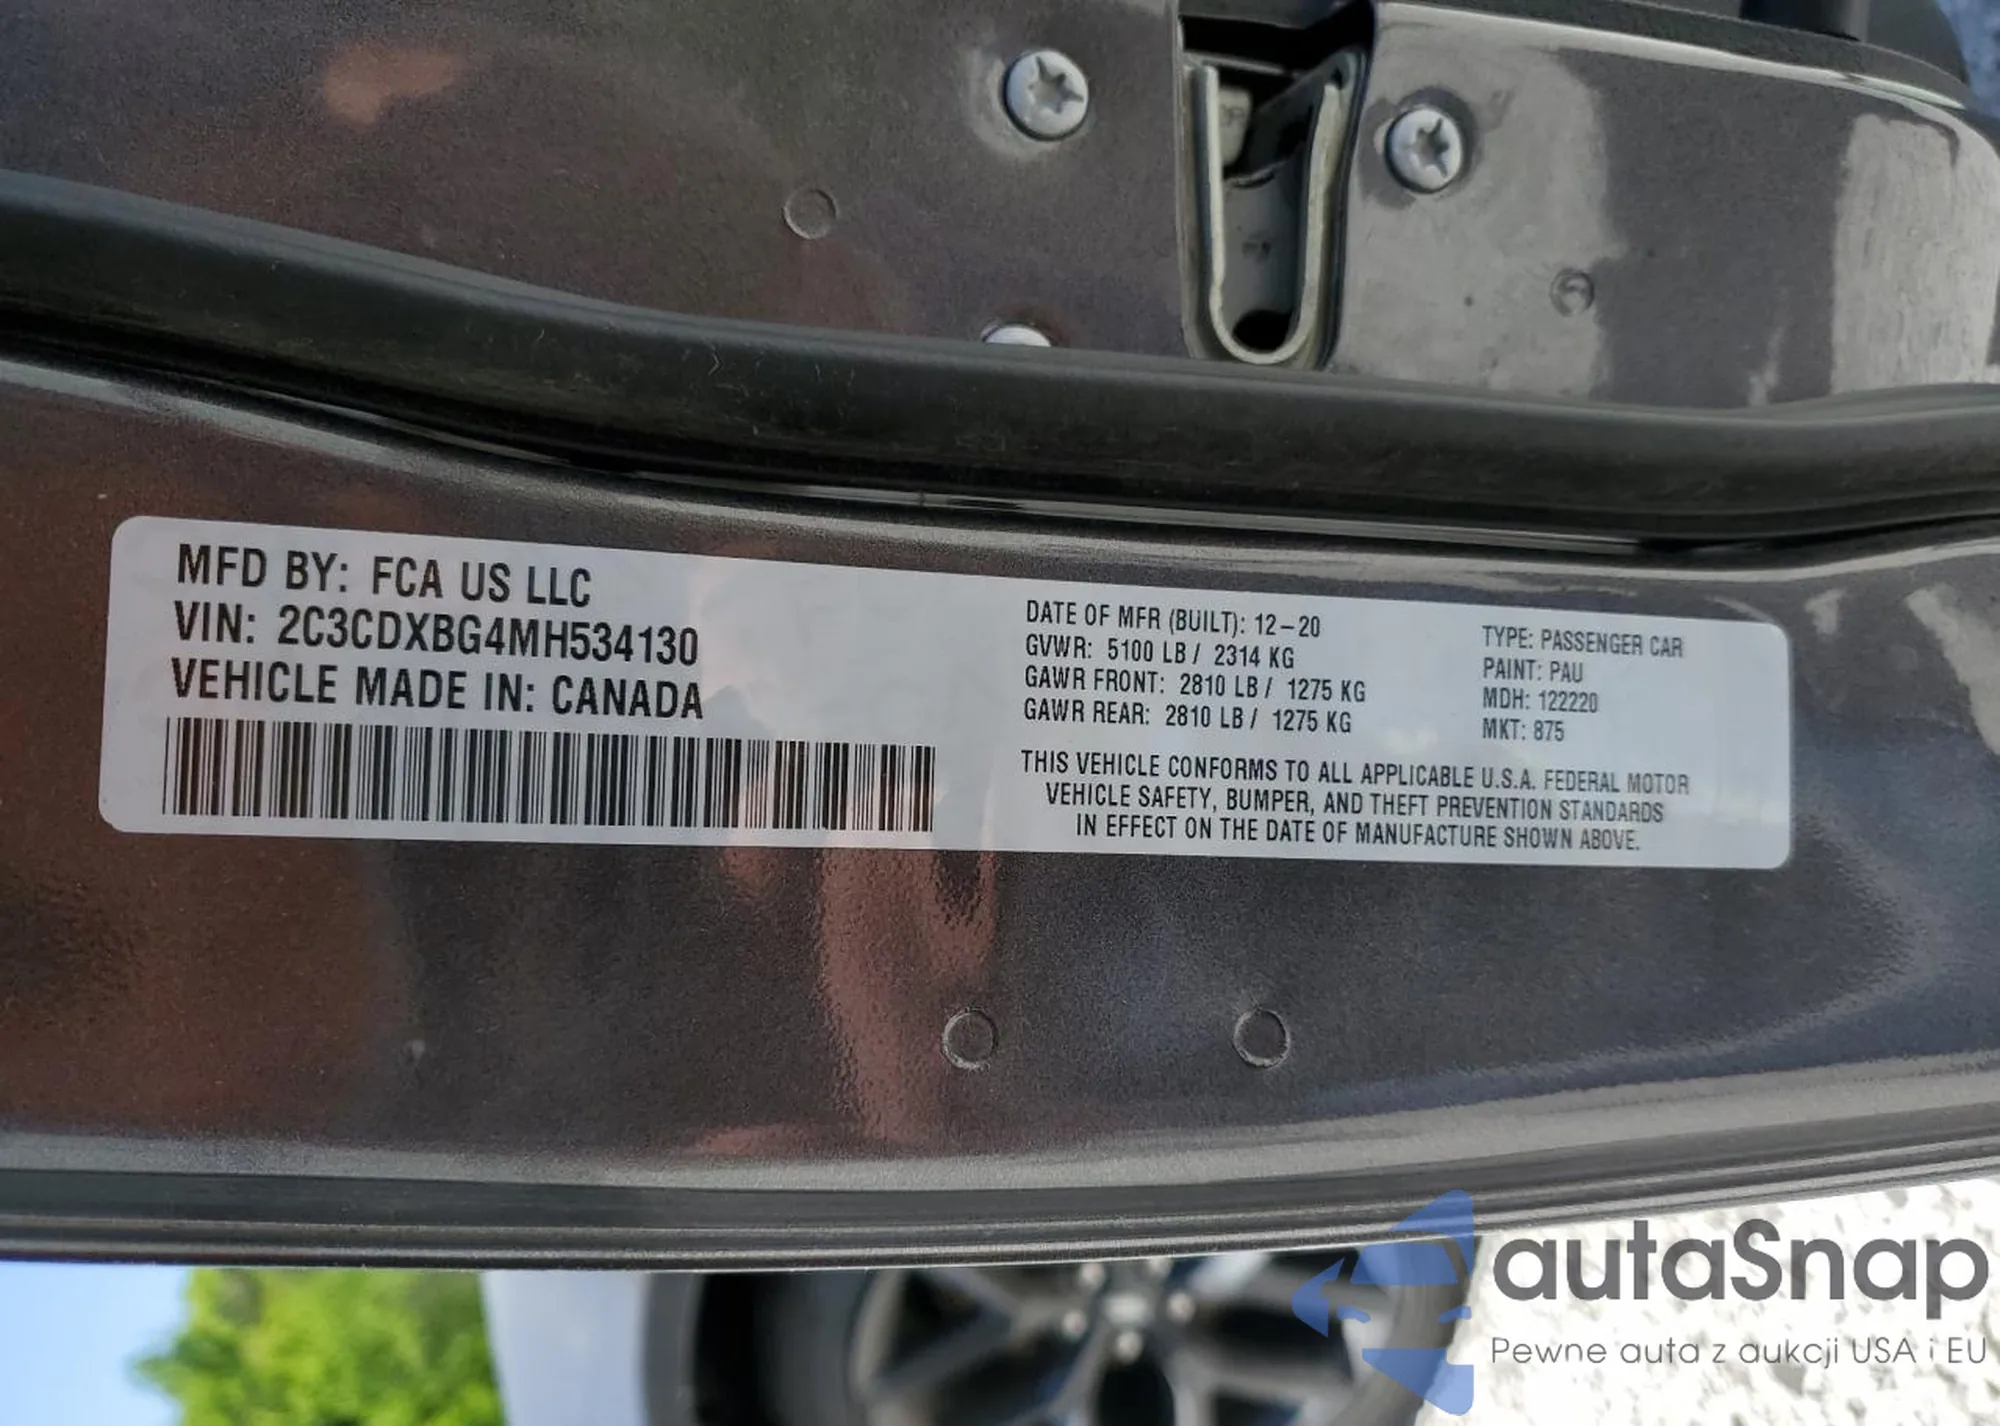 MFD BY: FCA US LLC
VIN: 2C3CDXBG4MH534130
VEHICLE MADE IN: CANADA
DATE OF MFR (BUILT): 12-20
GVWR: 5100 LB / 2314 KG
GAWR FRONT: 2810 LB / 1275 KG
GAWR REAR: 2810 LB / 1275 KG
TYPE: PASSENGER CAR
PAINT: PAU
MDH: 122220
MKT: 875
THIS VEHICLE CONFORMS TO ALL APPLICABLE U.S.A. FEDERAL MOTOR
VEHICLE SAFETY, BUMPER, AND THEFT PREVENTION STANDARDS
IN EFFECT ON THE DATE OF MANUFACTURE SHOWN ABOVE.
autaSnap
Pewne auta z aukcji USA i EU